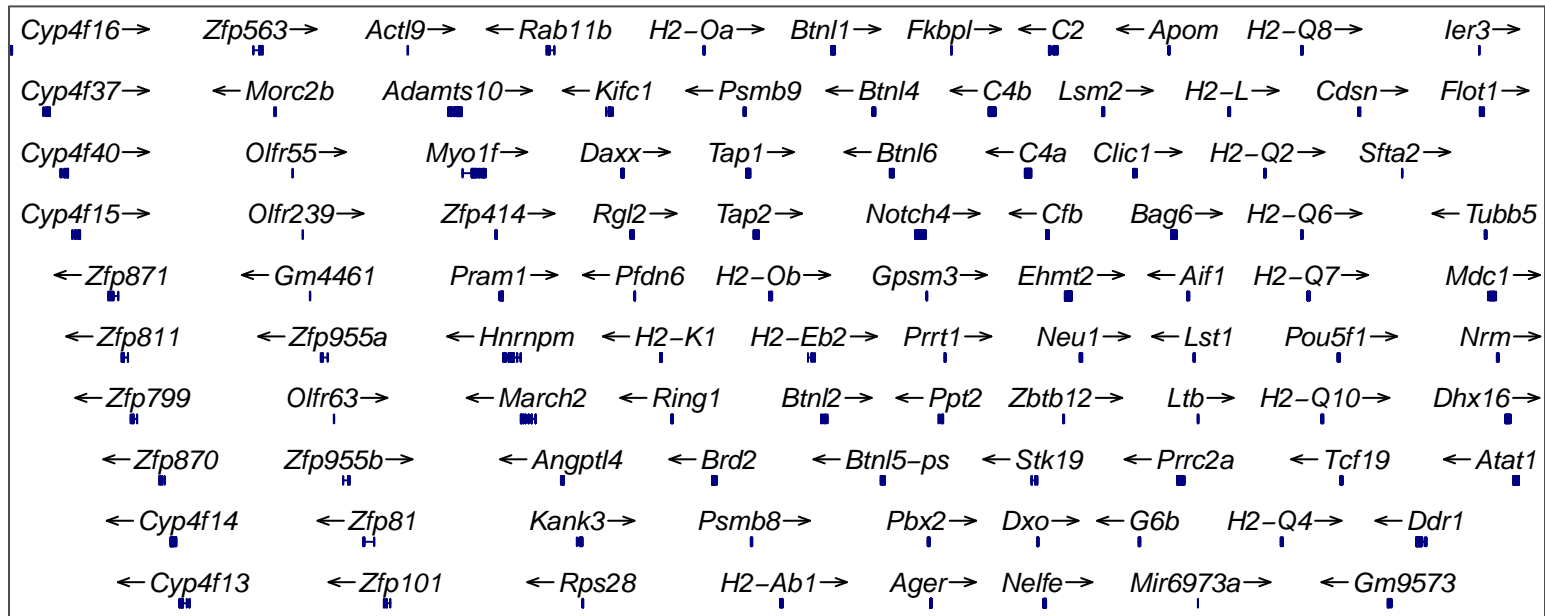 Cyp4f16→ Zfp563→ Actl9→ ←Rab11b H2−Oa→ Btnl1→ Fkbpl→ ←C2 ←Apom H2−Q8→ Ier3→
Cyp4f37→ ←Morc2b Adamts10→ ←Kifc1 ←Psmb9 ←Btnl4 ←C4b Lsm2→ H2−L→ Cdsn→ Flot1→
Cyp4f40→ Olfr55→ Myo1f→ Daxx→ Tap1→ ←Btnl6 ←C4a Clic1→ H2−Q2→ Sfta2→
Cyp4f15→ Olfr239→ Zfp414→ Rgl2→ Tap2→ Notch4→ ←Cfb Bag6→ H2−Q6→ ←Tubb5
←Zfp871 ←Gm4461 Pram1→ ←Pfdn6 H2−Ob→ Gpsm3→ Ehmt2→ ←Aif1 H2−Q7→ Mdc1→
←Zfp811 ←Zfp955a ←Hnrnpm ←H2−K1 H2−Eb2→ Prrt1→ Neu1→ ←Lst1 Pou5f1→ Nrm→
←Zfp799 Olfr63→ ←March2 ←Ring1 Btnl2→ ←Ppt2 Zbtb12→ Ltb→ H2−Q10→ Dhx16→
←Zfp870 Zfp955b→ ←Angptl4 ←Brd2 ←Btnl5−ps ←Stk19 ←Prrc2a ←Tcf19 ←Atat1
←Cyp4f14 ←Zfp81 Kank3→ Psmb8→ Pbx2→ Dxo→ ←G6b H2−Q4→ ←Ddr1
←Cyp4f13 ←Zfp101 ←Rps28 H2−Ab1→ Ager→ Nelfe→ Mir6973a→ ←Gm9573